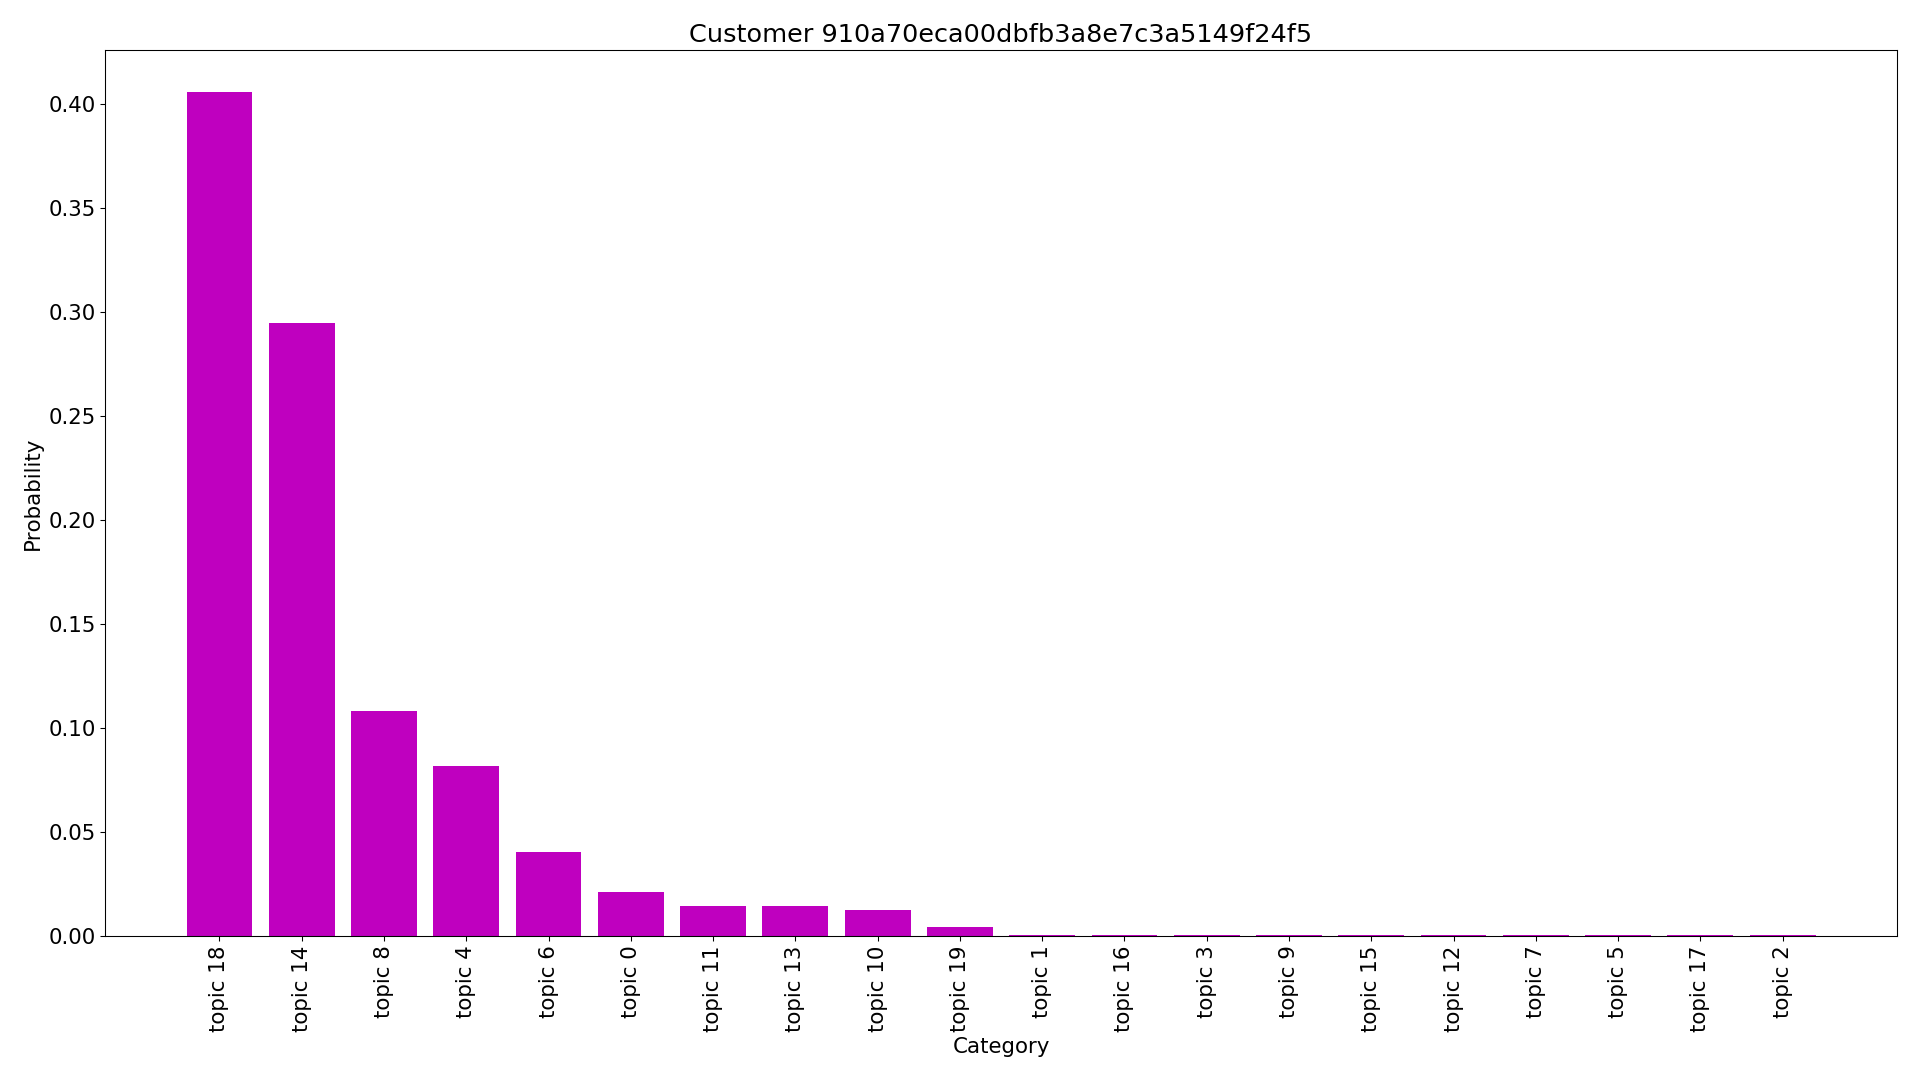 Customer 910a70eca00dbfb3a8e7c3a5149f24f5
0.40
0.35
0.30
0.25
0.20
0.15
0.10
0.05
0.00
Probability
topic 18
topic 14
topic 8
topic 4
topic 6
topic 0
topic 11
topic 13
topic 10
topic 19
topic 1
topic 16
topic 3
topic 9
topic 15
topic 12
topic 7
topic 5
topic 17
topic 2
Category